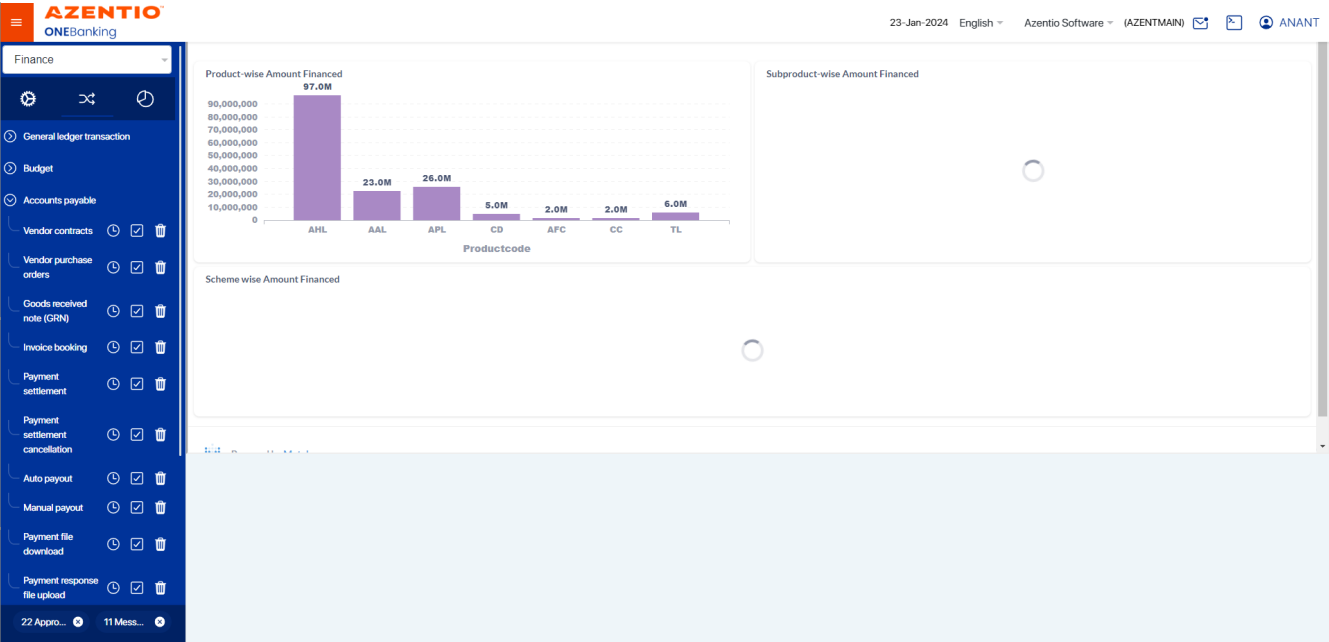 AZENTIO
ONEBanking
23-Jan-2024 English Azentio Software (AZENTMAIN) ANANT
Finance
General ledger transaction
Budget
Accounts payable
Vendor contracts
Vendor purchase
orders
Goods received
note (GRN)
Invoice booking
Payment
settlement
Payment
settlement
cancellation
Auto payout
Manual payout
Payment file
download
Payment response
file upload
22 Appro...
11 Mess...
Product-wise Amount Financed
97.0M
90,000,000
80,000,000
70,000,000
60,000,000
50,000,000
40,000,000
30,000,000
20,000,000
10,000,000
0
23.0M
26.0M
5.0M
2.0M
2.0M
6.0M
AHL AAL APL CD AFC CC TL
Productcode
Subproduct-wise Amount Financed
Scheme wise Amount Financed